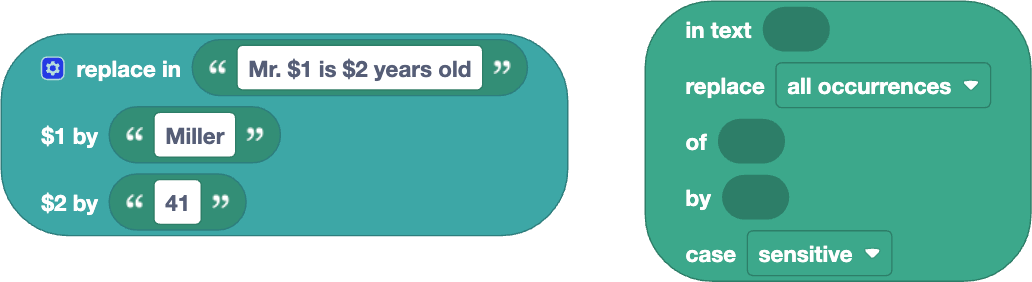 replace in “ Mr. $1 is $2 years old ”
$1 by “ Miller ”
$2 by “ 41 ”
in text
replace all occurrences
of
by
case sensitive